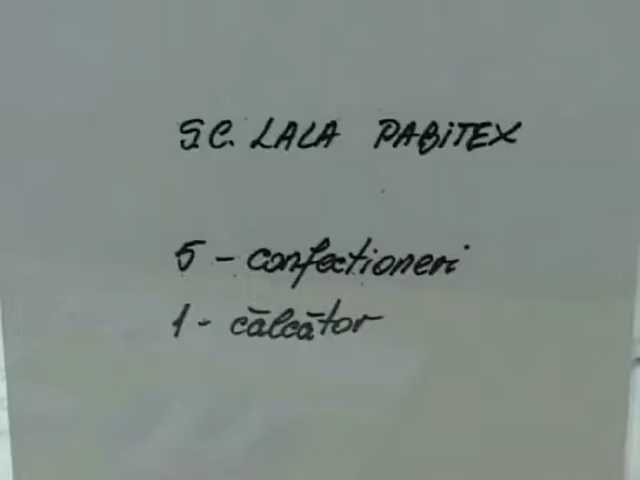 S.C. LALA PABiTEX
5 - confectioneri
1 - călcător